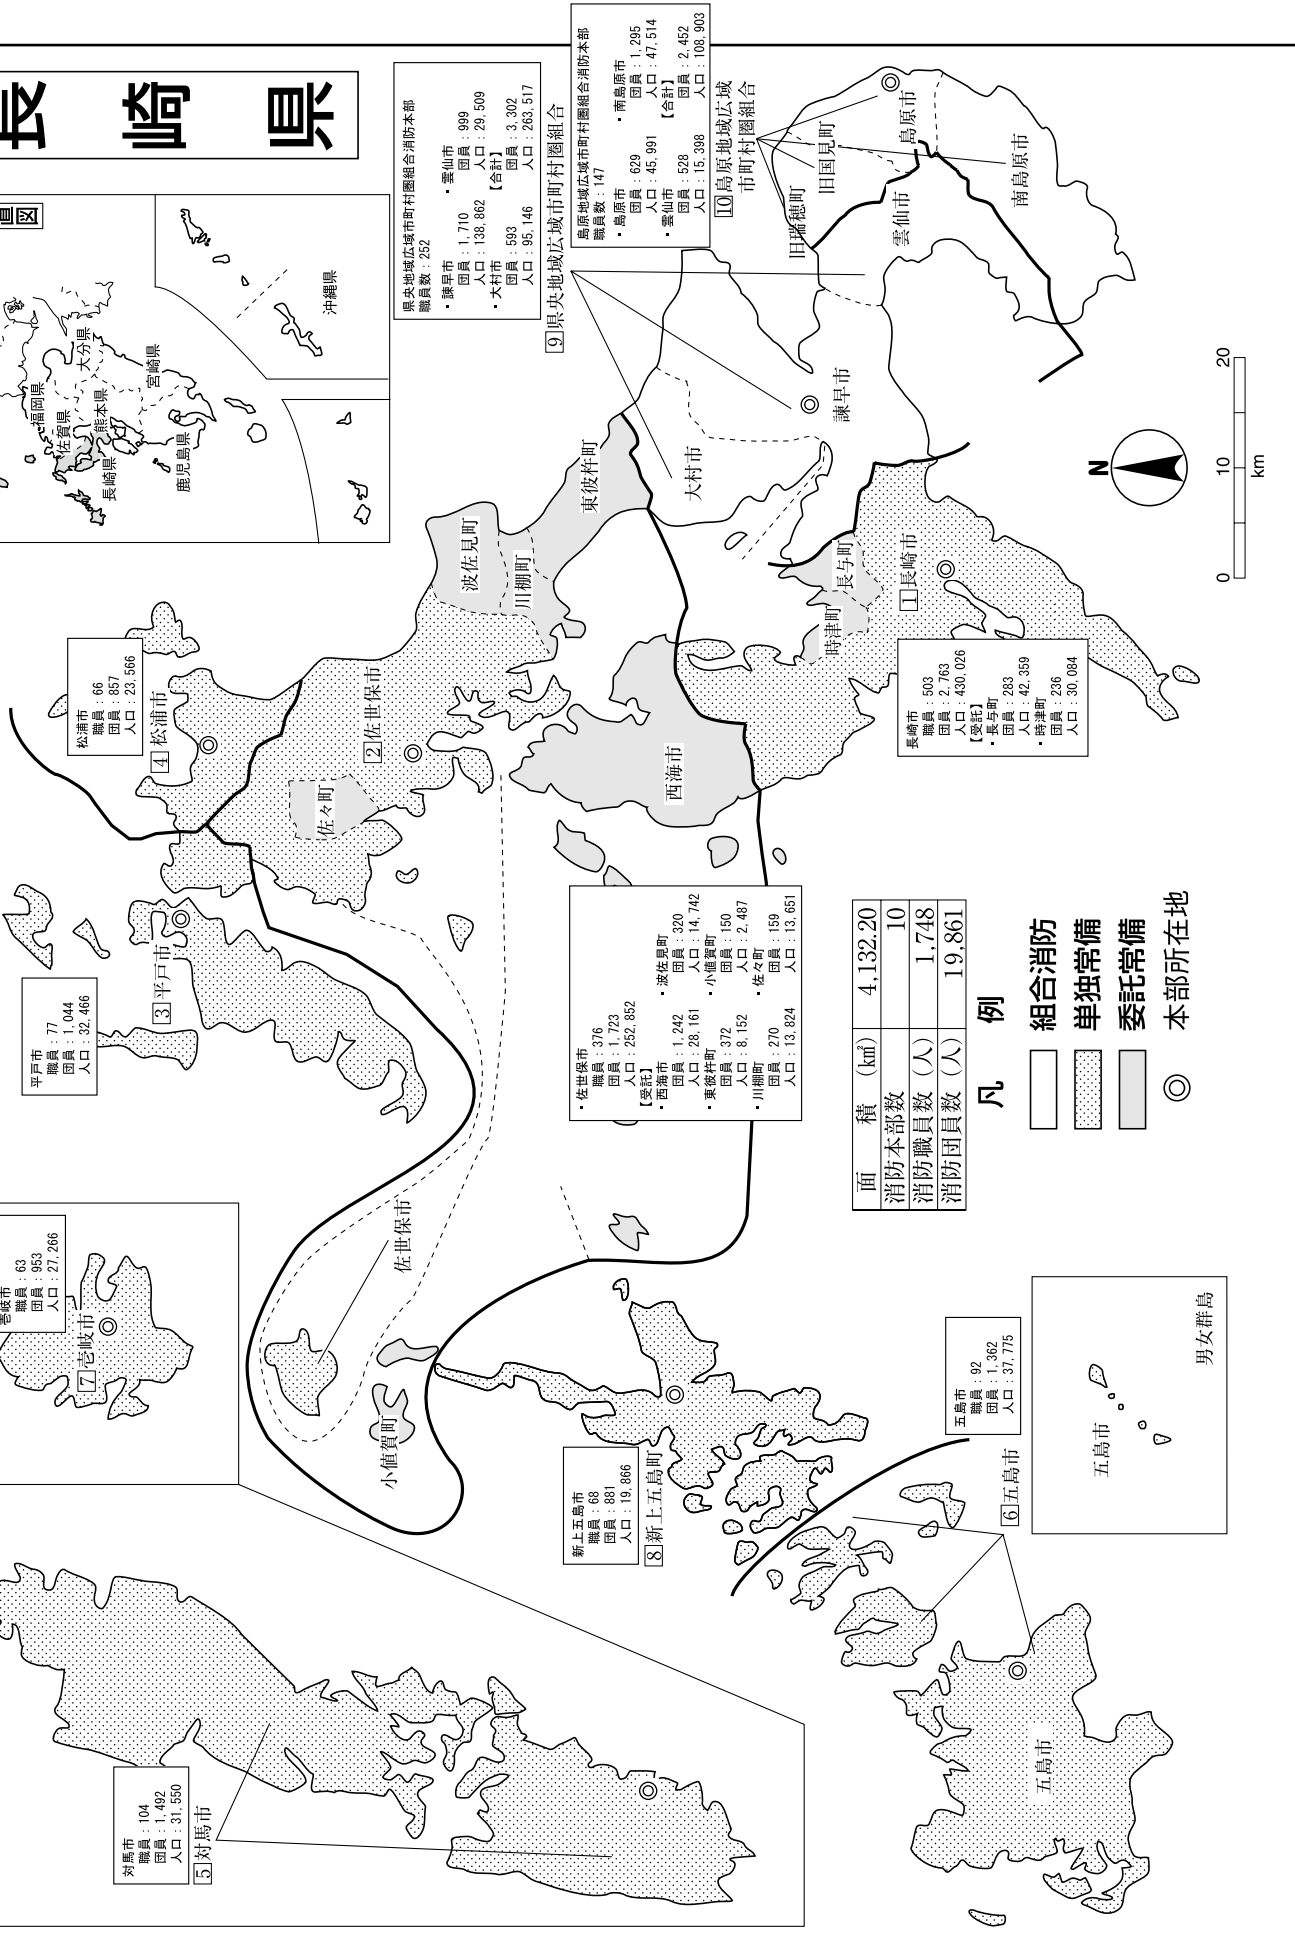 長崎県
置図
福岡県
佐賀県
長崎県
大分県
熊本県
宮崎県
鹿児島県
沖縄県
県央地域広域市町村圏組合消防本部
職員数：252
・諫早市
団員：1,710
人口：138,862
・大村市
団員：593
人口：95,146
・雲仙市
団員：999
人口：29,509
【合計】
団員：3,302
人口：263,517
9 県央地域広域市町村圏組合
島原地域広域市町村圏組合消防本部
職員数：147
・島原市
団員：629
人口：45,991
・雲仙市
団員：528
人口：15,398
・南島原市
団員：1,295
人口：47,514
【合計】
団員：2,452
人口：108,903
10 島原地域広域
市町村圏組合
旧瑞穂町
旧国見町
島原市
雲仙市
南島原市
諫早市
大村市
東彼杵町
波佐見町
川棚町
長与町
時津町
1 長崎市
長崎市
職員：503
団員：2,763
人口：430,026
【受託】
・長与町
団員：283
人口：42,359
・時津町
団員：236
人口：30,084
松浦市
職員：66
団員：857
人口：23,566
4 松浦市
2 佐世保市
佐々町
西海市
平戸市
職員：77
団員：1,044
人口：32,466
3 平戸市
・佐世保市
職員：376
団員：1,723
人口：252,852
【受託】
・西海市
団員：1,242
人口：28,161
・東彼杵町
団員：372
人口：8,152
・川棚町
団員：270
人口：13,824
・波佐見町
団員：320
人口：14,742
・小値賀町
団員：150
人口：2,487
・佐々町
団員：159
人口：13,651
壱岐市
職員：63
団員：953
人口：27,266
7 壱岐市
佐世保市
小値賀町
新上五島市
職員：68
団員：881
人口：19,866
8 新上五島町
五島市
職員：92
団員：1,362
人口：37,775
6 五島市
五島市
五島市
男女群島
対馬市
職員：104
団員：1,492
人口：31,550
5 対馬市
面積（㎢） 4,132.20
消防本部数 10
消防職員数（人） 1,748
消防団員数（人） 19,861
凡例
組合消防
単独常備
委託常備
本部所在地
N
0 10 20
km